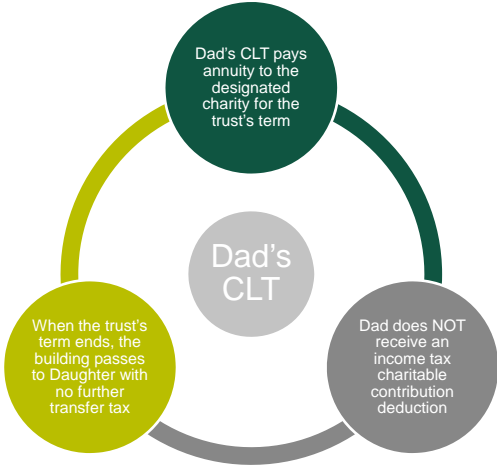 Dad’s CLT pays
annuity to the
designated
charity for the
trust’s term
Dad’s
CLT
When the trust’s
term ends, the
building passes
to Daughter with
no further
transfer tax
Dad does NOT
receive an
income tax
charitable
contribution
deduction